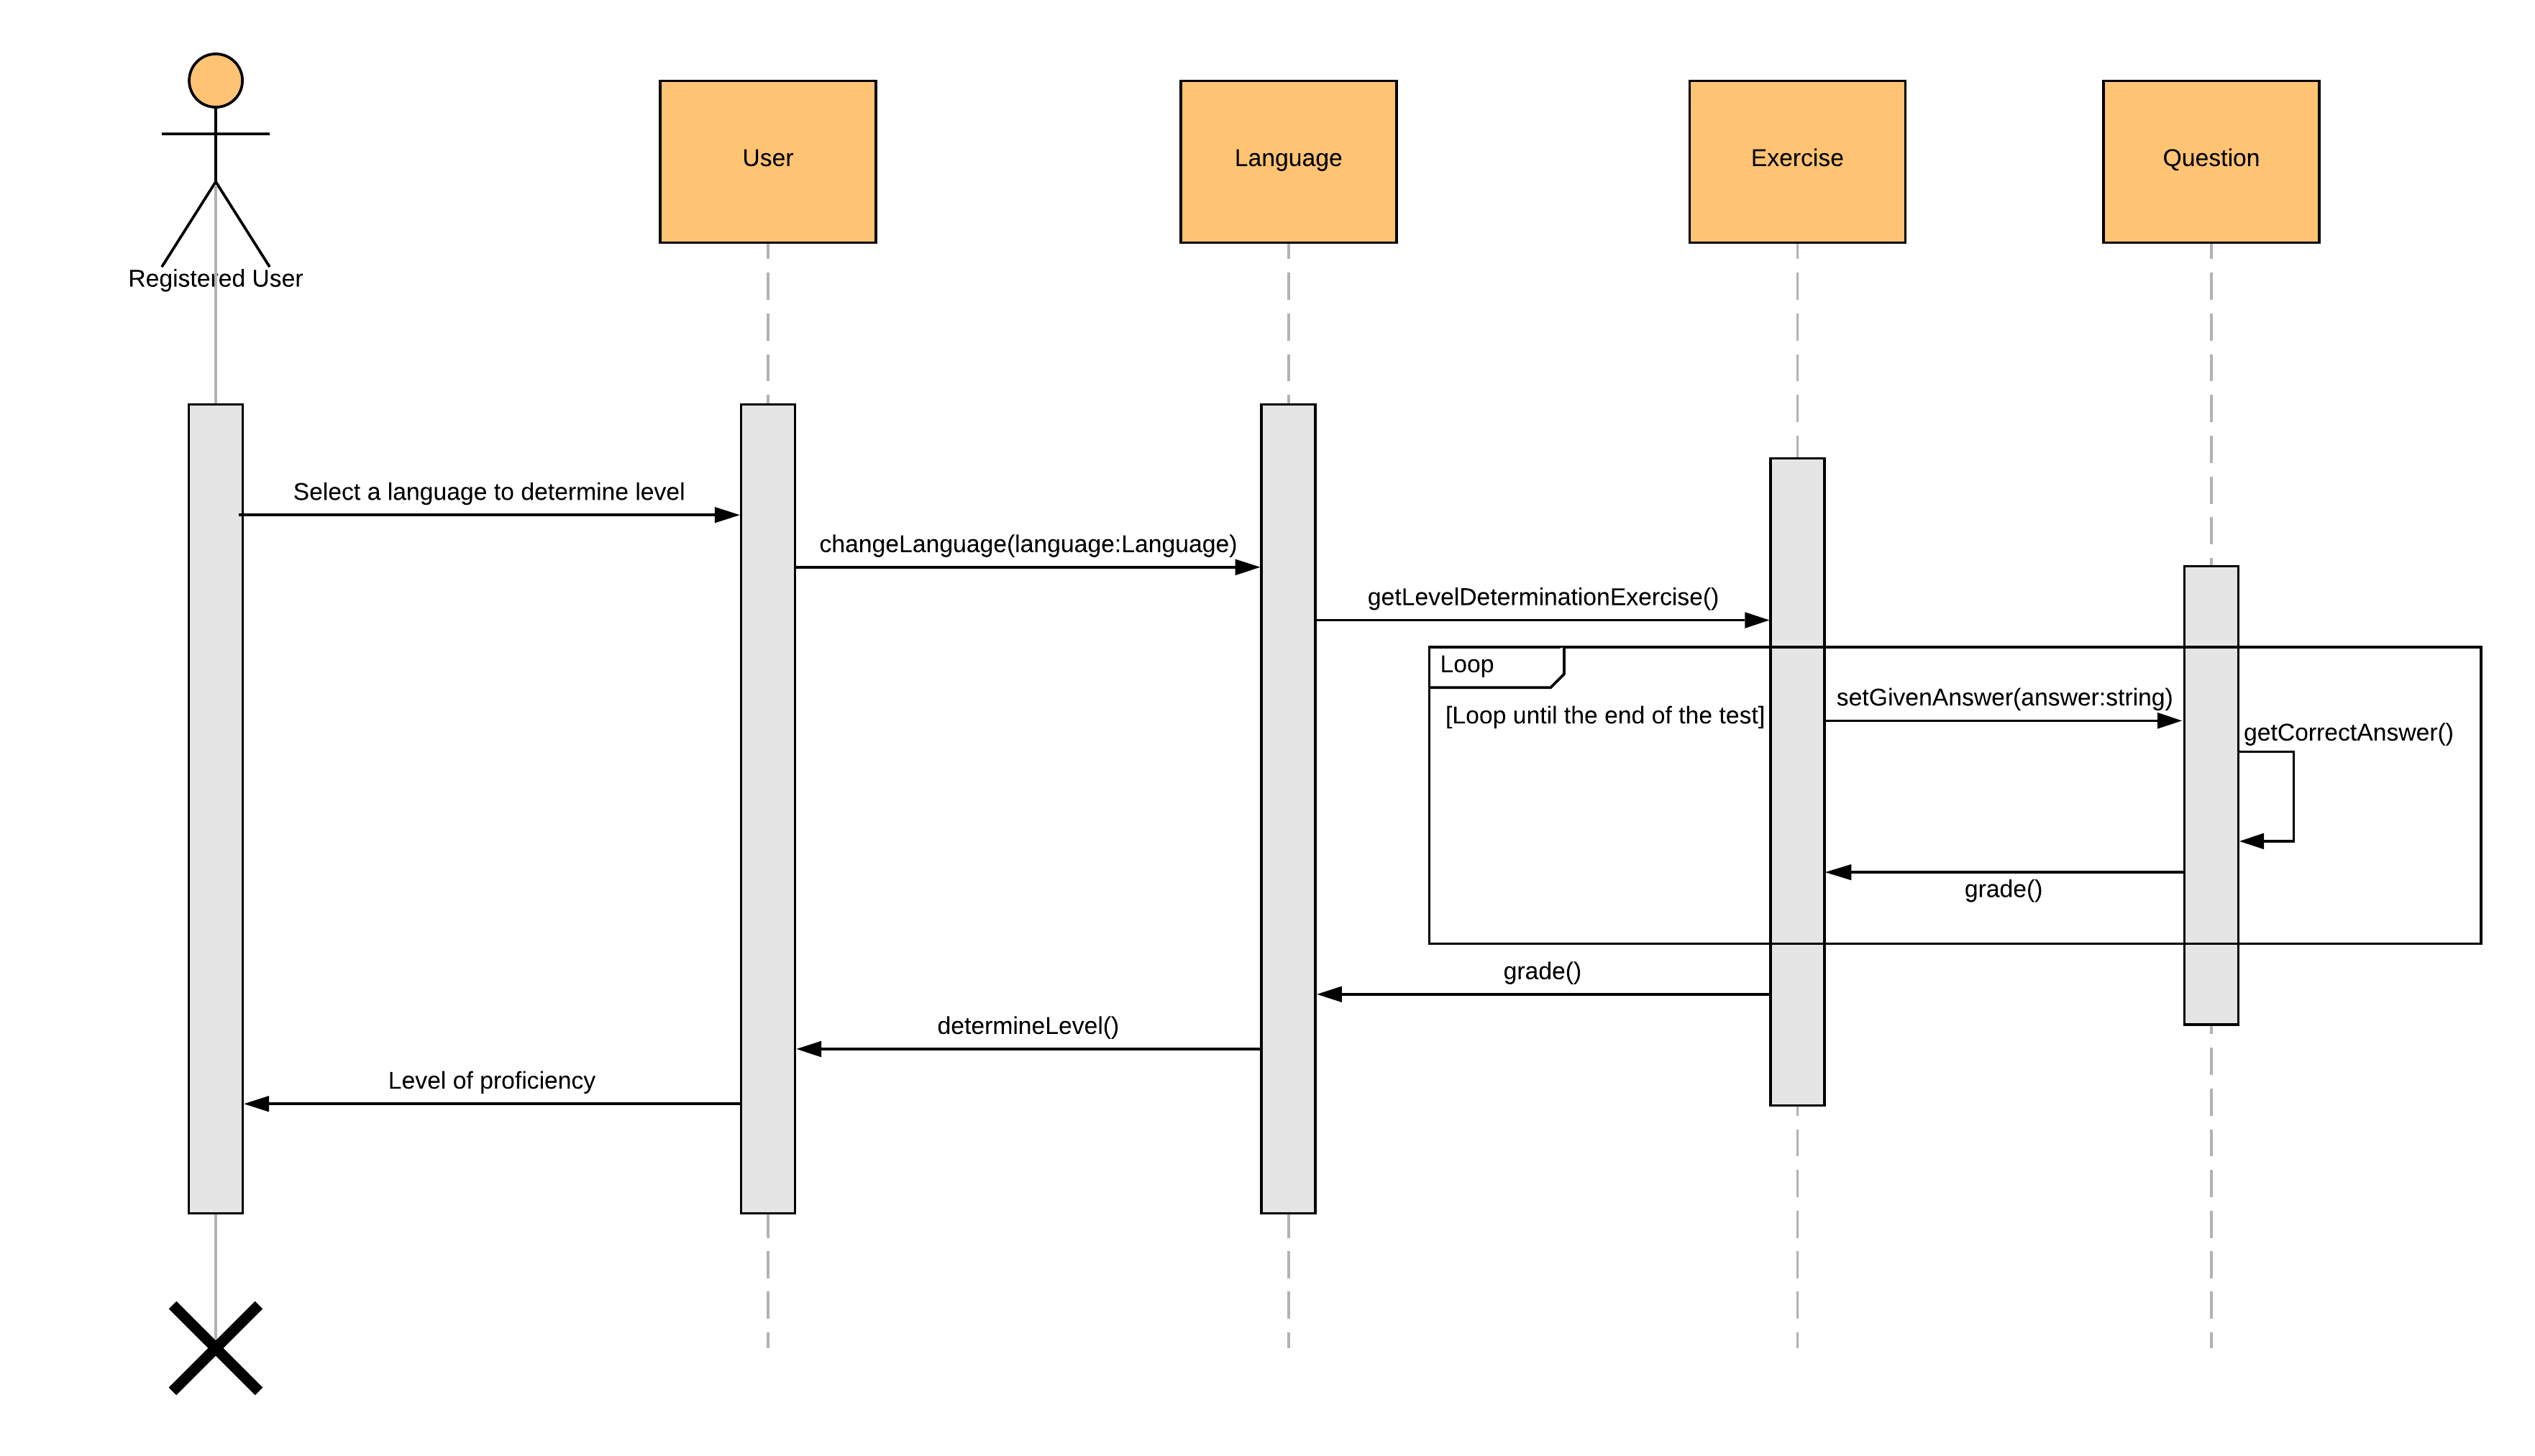 User
Language
Exercise
Question
Registered User
Select a language to determine level
changeLanguage(language:Language)
getLevelDeterminationExercise()
Loop
[Loop until the end of the test]
setGivenAnswer(answer:string)
getCorrectAnswer()
grade()
grade()
determineLevel()
Level of proficiency